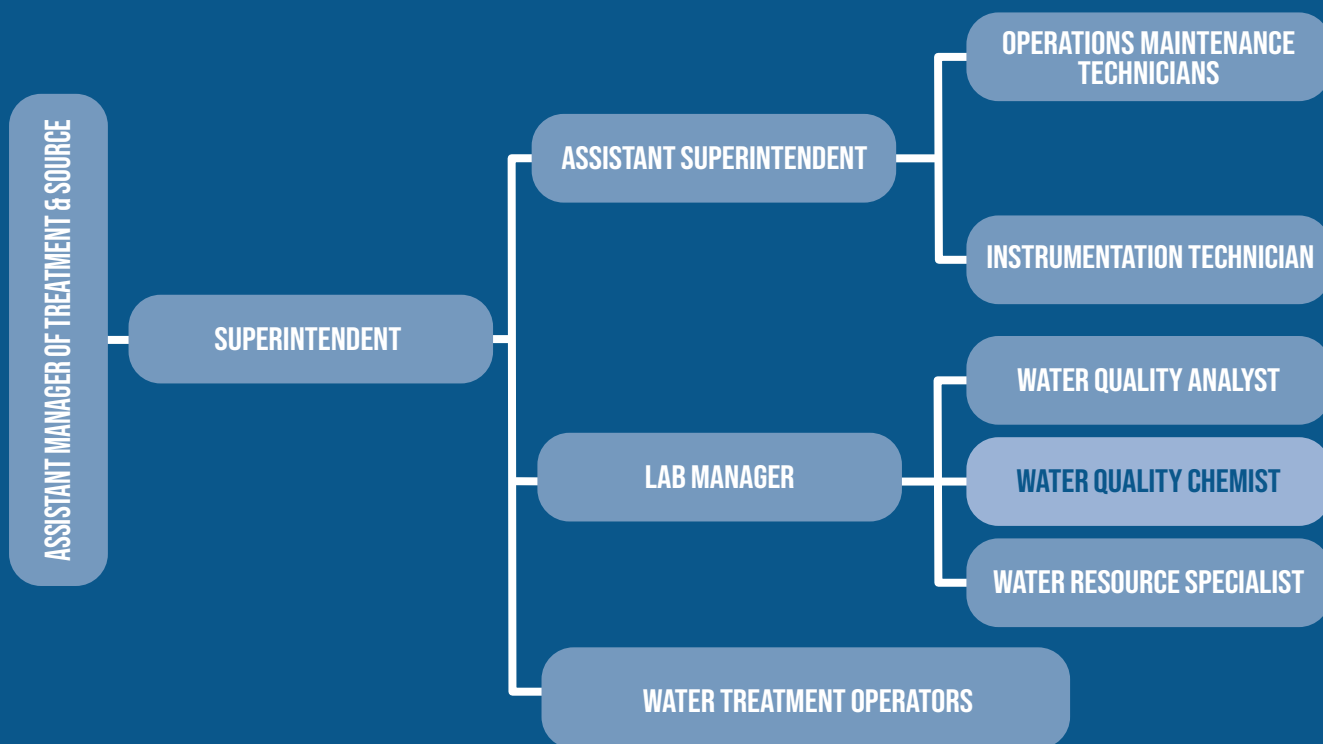 ASSISTANT MANAGER OF TREATMENT & SOURCE
SUPERINTENDENT
ASSISTANT SUPERINTENDENT
OPERATIONS MAINTENANCE
TECHNICIANS
INSTRUMENTATION TECHNICIAN
LAB MANAGER
WATER QUALITY ANALYST
WATER QUALITY CHEMIST
WATER RESOURCE SPECIALIST
WATER TREATMENT OPERATORS